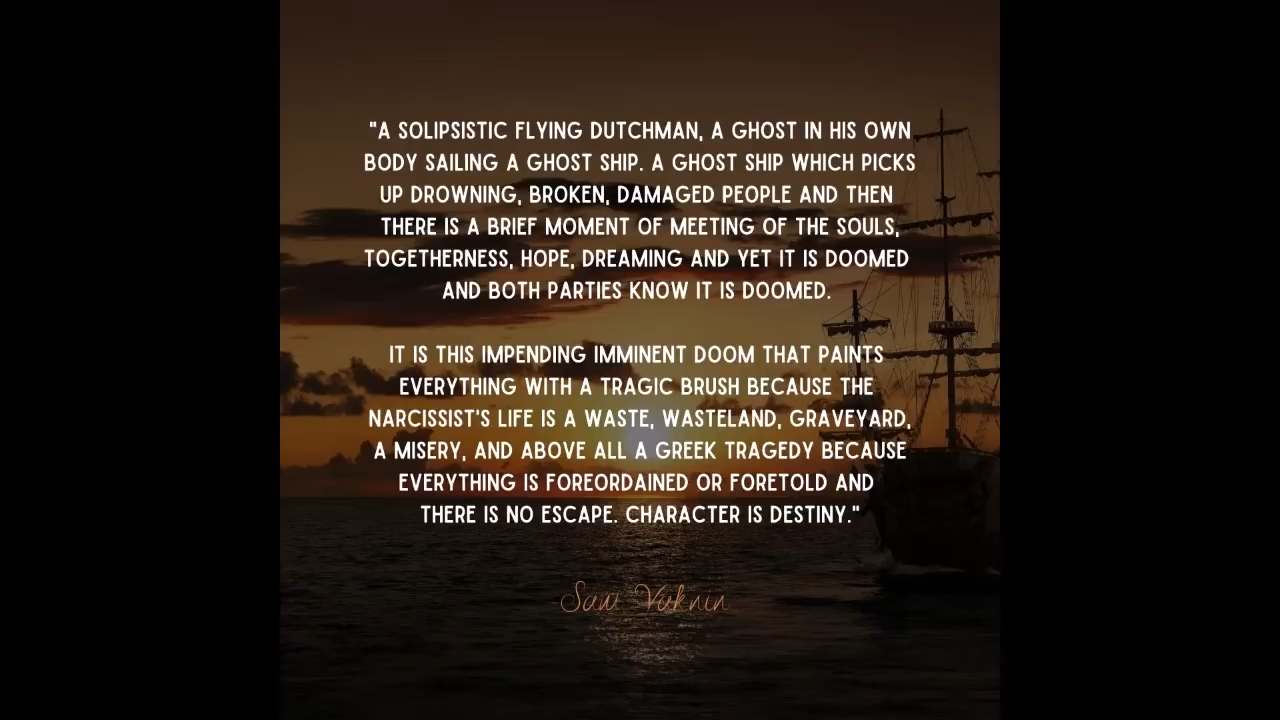 "A SOLIPSISTIC FLYING DUTCHMAN, A GHOST IN HIS OWN
BODY SAILING A GHOST SHIP. A GHOST SHIP WHICH PICKS
UP DROWNING, BROKEN, DAMAGED PEOPLE AND THEN
THERE IS A BRIEF MOMENT OF MEETING OF THE SOULS,
TOGETHERNESS, HOPE, DREAMING AND YET IT IS DOOMED
AND BOTH PARTIES KNOW IT IS DOOMED.
IT IS THIS IMPENDING IMMINENT DOOM THAT PAINTS
EVERYTHING WITH A TRAGIC BRUSH BECAUSE THE
NARCISSIST'S LIFE IS A WASTE, WASTELAND, GRAVEYARD,
A MISERY, AND ABOVE ALL A GREEK TRAGEDY BECAUSE
EVERYTHING IS FOREORDAINED OR FORETOLD AND
THERE IS NO ESCAPE. CHARACTER IS DESTINY."
Sam Vaknin